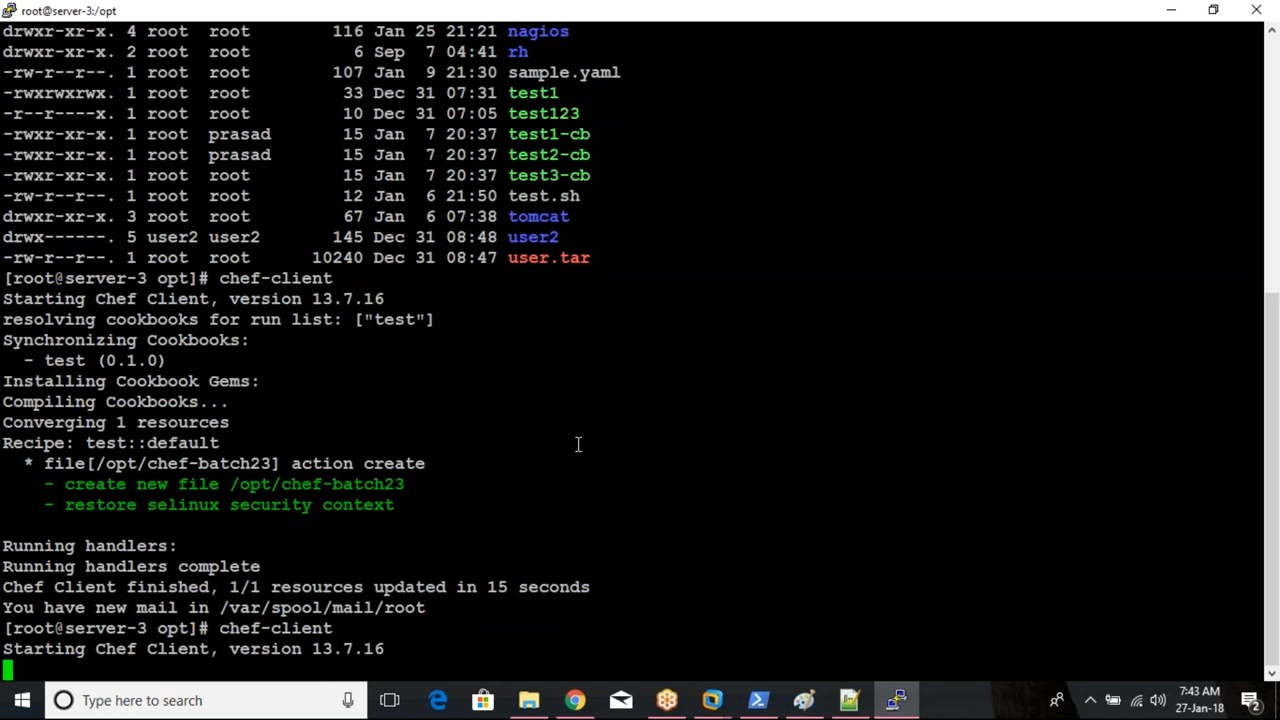 root@server-3:/opt
drwxr-xr-x. 4 root   root        116 Jan 25 21:21 nagios
drwxr-xr-x. 2 root   root          6 Sep  7 04:41 rh
-rw-r--r--. 1 root   root        107 Jan  9 21:30 sample.yaml
-rwxrwxrwx. 1 root   root         33 Dec 31 07:31 test1
-r--r----x. 1 root   root         10 Dec 31 07:05 test123
-rwxr-xr-x. 1 root   prasad       15 Jan  7 20:37 test1-cb
-rwxr-xr-x. 1 root   prasad       15 Jan  7 20:37 test2-cb
-rwxr-xr-x. 1 root   root         15 Jan  7 20:37 test3-cb
-rw-r--r--. 1 root   root         12 Jan  6 21:50 test.sh
drwxr-xr-x. 3 root   root         67 Jan  6 07:38 tomcat
drwx------. 5 user2  user2       145 Dec 31 08:48 user2
-rw-r--r--. 1 root   root      10240 Dec 31 08:47 user.tar
[root@server-3 opt]# chef-client
Starting Chef Client, version 13.7.16
resolving cookbooks for run list: ["test"]
Synchronizing Cookbooks:
  - test (0.1.0)
Installing Cookbook Gems:
Compiling Cookbooks...
Converging 1 resources
Recipe: test::default
  * file[/opt/chef-batch23] action create
    - create new file /opt/chef-batch23
    - restore selinux security context
Running handlers:
Running handlers complete
Chef Client finished, 1/1 resources updated in 15 seconds
You have new mail in /var/spool/mail/root
[root@server-3 opt]# chef-client
Starting Chef Client, version 13.7.16
Type here to search
7:43 AM
27-Jan-18
2